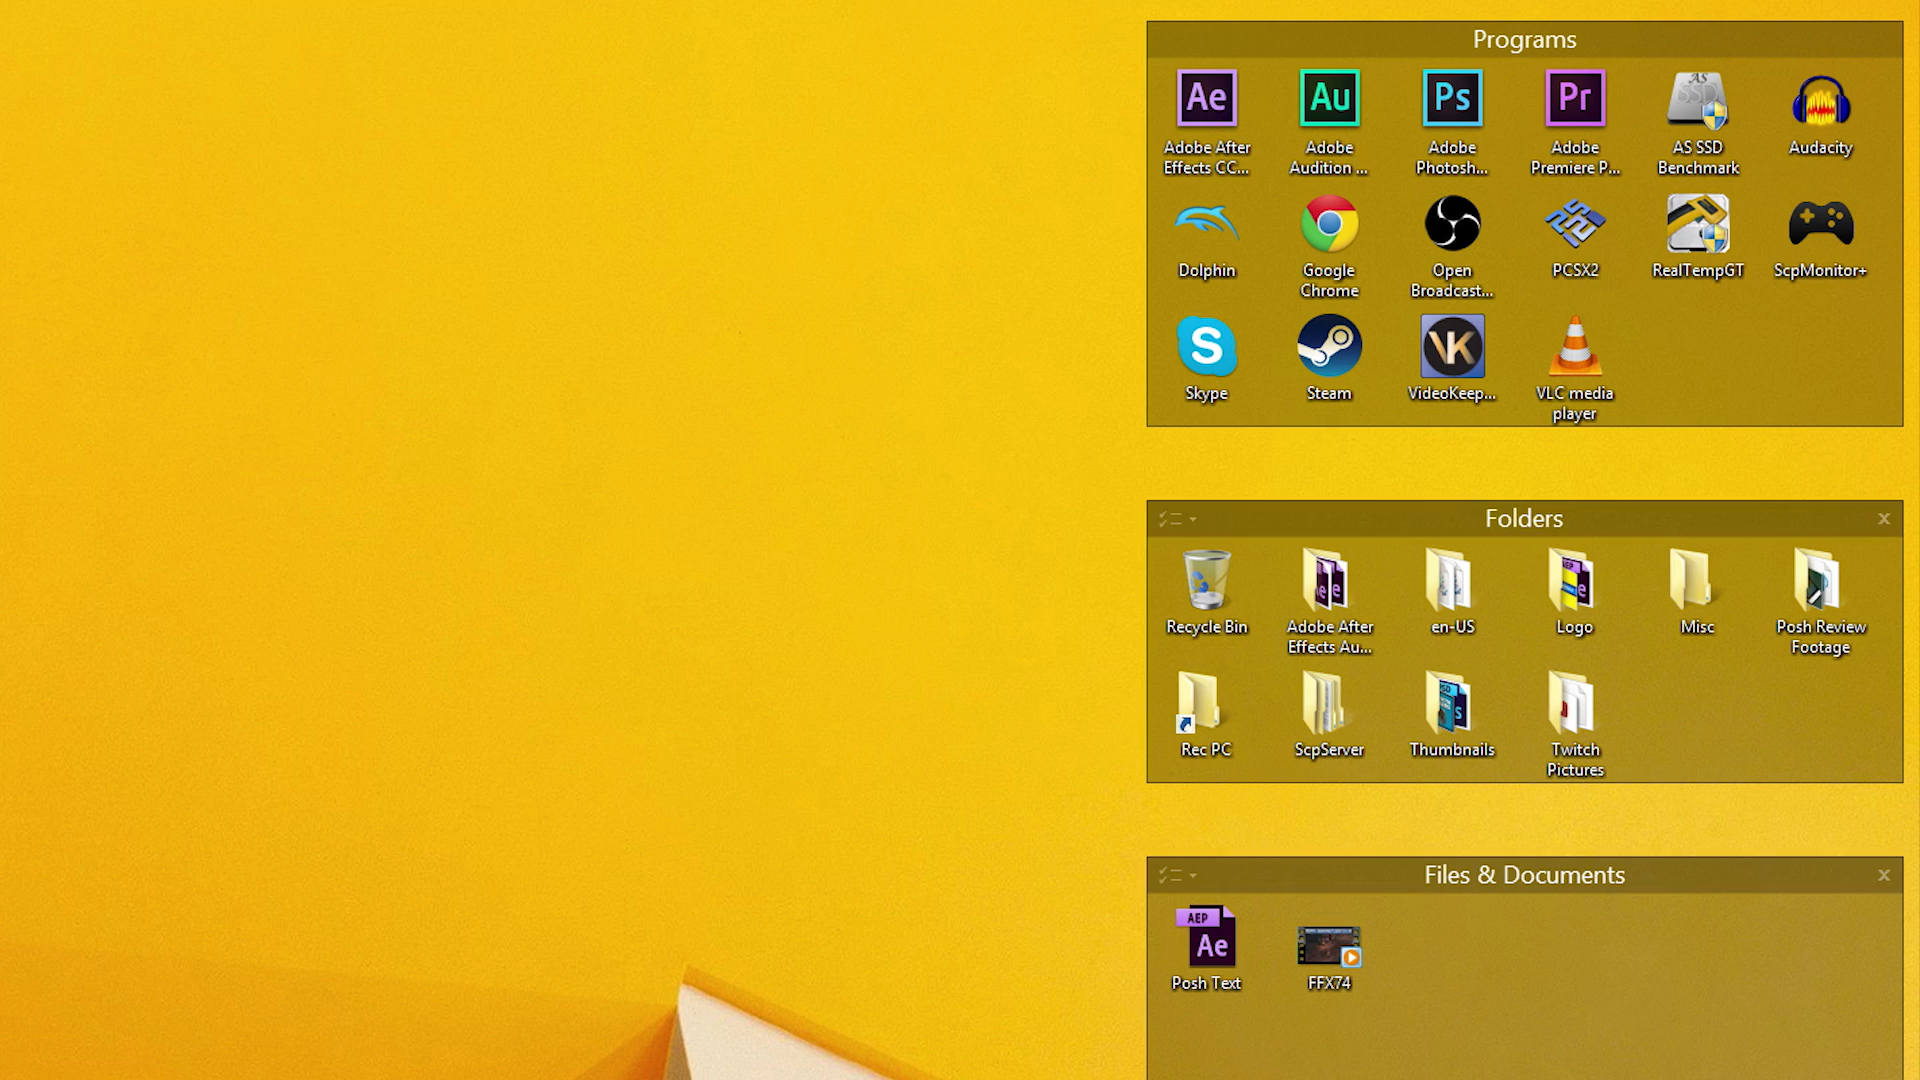 Programs
Ae Au Ps Pr AS SSD
Adobe After Effects CC...
Adobe Audition ...
Adobe Photosh...
Adobe Premiere P...
AS SSD Benchmark
Audacity
Dolphin
Google Chrome
Open Broadcast...
PCSX2
RealTempGT
ScpMonitor+
S
VK
Skype
Steam
VideoKeep...
VLC media player
Folders
x
Recycle Bin
Adobe After Effects Au...
en-US
Logo
Misc
Posh Review Footage
Rec PC
ScpServer
Thumbnails
Twitch Pictures
Files & Documents
x
AEP
Ae
Posh Text
FFX74